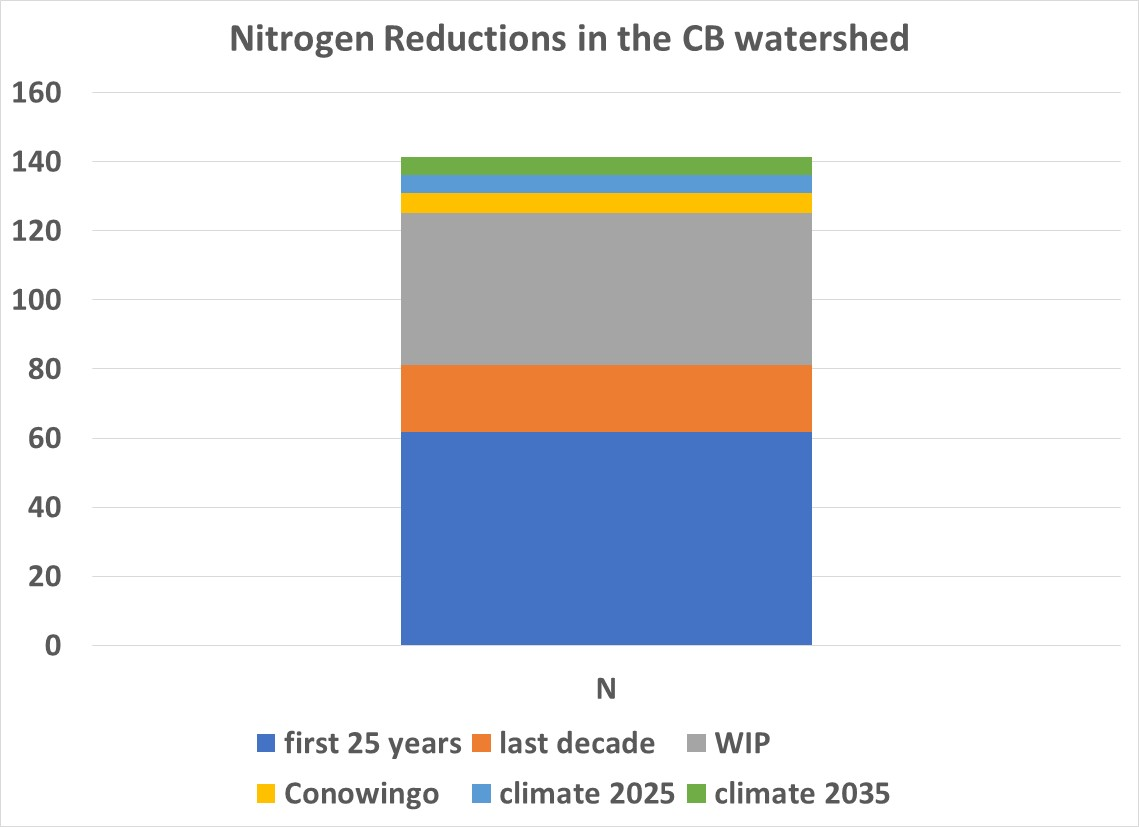 Nitrogen Reductions in the CB watershed
160
140
120
100
80
60
40
20
0
N
first 25 years last decade WIP
Conowingo climate 2025 climate 2035